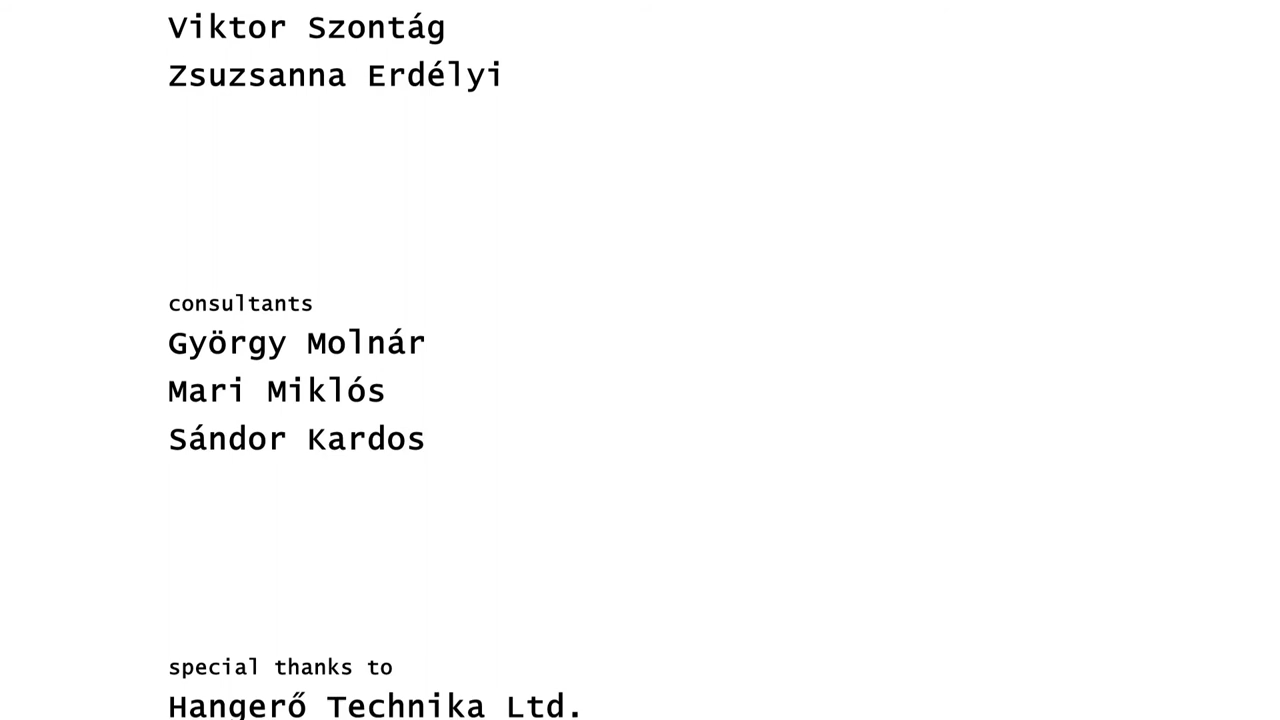 Viktor Szontág
Zsuzsanna Erdélyi
consultants
György Molnár
Mari Miklós
Sándor Kardos
special thanks to
Hangerő Technika Ltd.